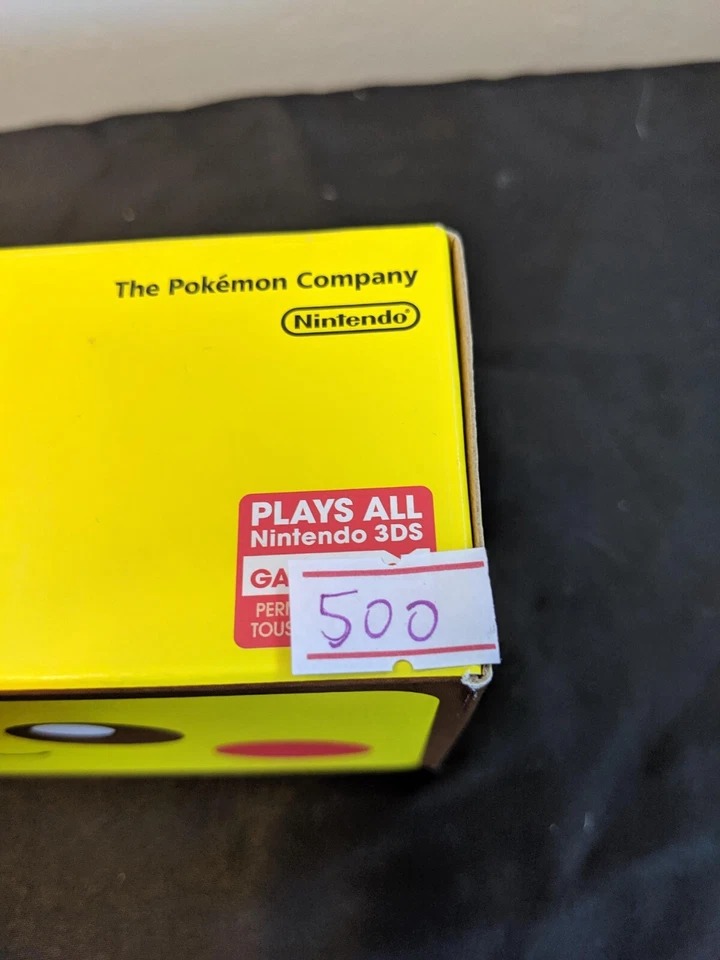 The Pokémon Company
Nintendo®
PLAYS ALL
Nintendo 3DS
500